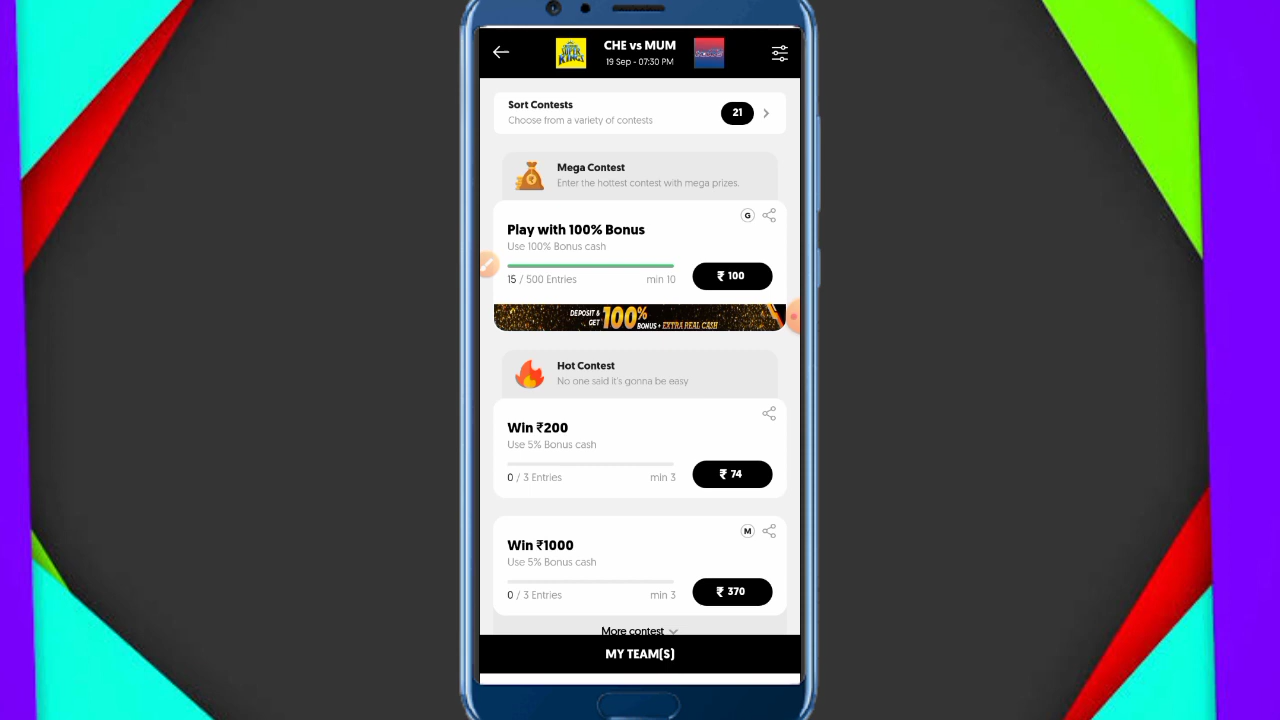 CHE vs MUM
19 Sep - 07:30 PM
SUPER
KINGS
Sort Contests
Choose from a variety of contests
21
Mega Contest
Enter the hottest contest with mega prizes.
G
Play with 100% Bonus
Use 100% Bonus cash
15 / 500 Entries
min 10
₹ 100
DEPOSIT &
GET 100% BONUS + EXTRA REAL CASH
Hot Contest
No one said it's gonna be easy
Win ₹200
Use 5% Bonus cash
0 / 3 Entries
min 3
₹ 74
M
Win ₹1000
Use 5% Bonus cash
0 / 3 Entries
min 3
₹ 370
More contest
MY TEAM(S)